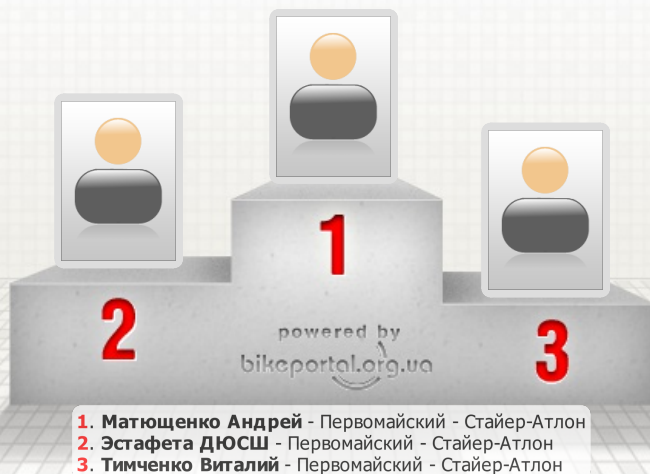 1
2
3
powered by
bikeportal.org.ua
1. Матющенко Андрей - Первомайский - Стайер-Атлон
2. Эстафета ДЮСШ - Первомайский - Стайер-Атлон
3. Тимченко Виталий - Первомайский - Стайер-Атлон